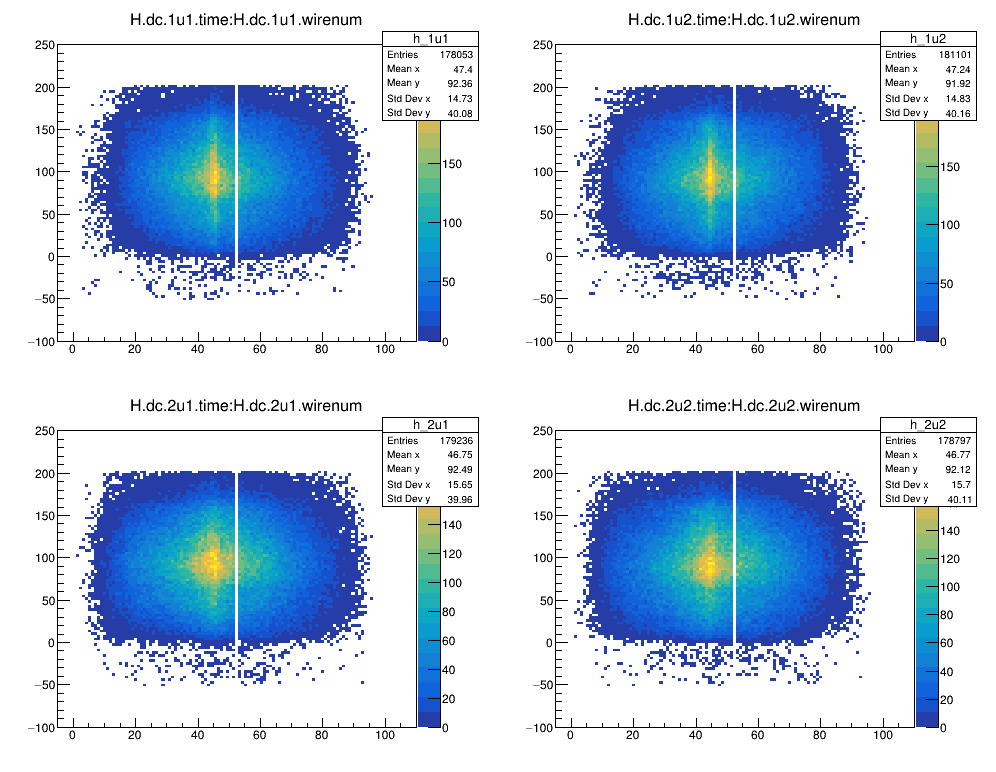 H.dc.1u1.time:H.dc.1u1.wirenum
h_1u1
Entries 178053
Mean x 47.4
Mean y 92.36
Std Dev x 14.73
Std Dev y 40.08
250
200
150
100
50
0
−50
−100
0 20 40 60 80 100
150
100
50
0
H.dc.1u2.time:H.dc.1u2.wirenum
h_1u2
Entries 181101
Mean x 47.24
Mean y 91.92
Std Dev x 14.83
Std Dev y 40.16
250
200
150
100
50
0
−50
−100
0 20 40 60 80 100
150
100
50
0
H.dc.2u1.time:H.dc.2u1.wirenum
h_2u1
Entries 179236
Mean x 46.75
Mean y 92.49
Std Dev x 15.65
Std Dev y 39.96
250
200
150
100
50
0
−50
−100
0 20 40 60 80 100
140
120
100
80
60
40
20
0
H.dc.2u2.time:H.dc.2u2.wirenum
h_2u2
Entries 178797
Mean x 46.77
Mean y 92.12
Std Dev x 15.7
Std Dev y 40.11
250
200
150
100
50
0
−50
−100
0 20 40 60 80 100
140
120
100
80
60
40
20
0